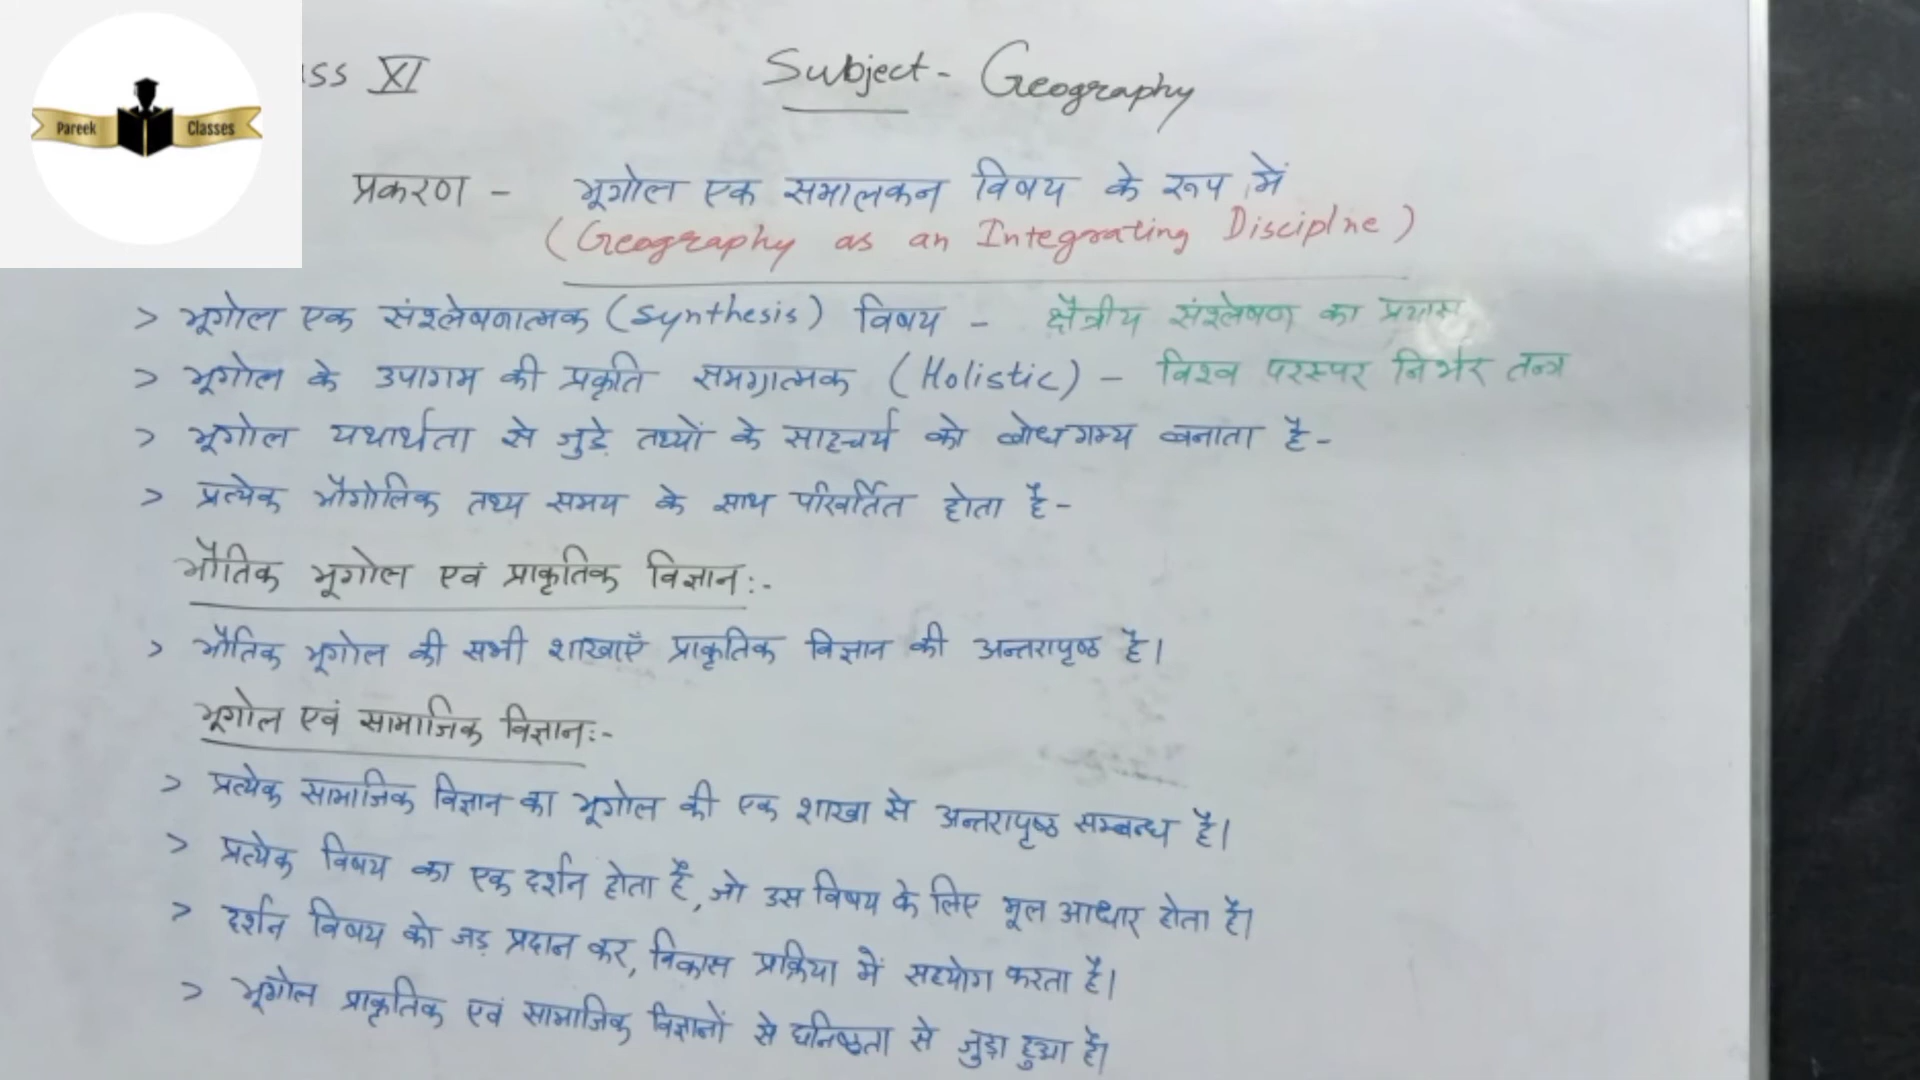 Pareek Classes
ss XI
Subject - Geography
प्रकरण - भूगोल एक समालकन विषय के रूप में
(Geography as an Integrating Discipline)
> भूगोल एक संश्लेषणात्मक (Synthesis) विषय - क्षैत्रीय संश्लेषण का प्रयास
> भूगोल के उपागम की प्रकृति समग्रात्मक (Holistic) - विश्व परस्पर निर्भर तन्त्र
> भूगोल यथार्थता से जुड़े तथ्यों के साहचर्य को बोधगम्य बनाता है -
> प्रत्येक भौगोलिक तथ्य समय के साथ परिवर्तित होता है -
भौतिक भूगोल एवं प्राकृतिक विज्ञान :-
> भौतिक भूगोल की सभी शाखाएँ प्राकृतिक विज्ञान की अन्तरापृष्ठ है।
भूगोल एवं सामाजिक विज्ञान :-
> प्रत्येक सामाजिक विज्ञान का भूगोल की एक शाखा से अन्तरापृष्ठ सम्बन्ध है।
> प्रत्येक विषय का एक दर्शन होता है, जो उस विषय के लिए मूल आधार होता है।
> दर्शन विषय को जड़ प्रदान कर, विकास प्रक्रिया में सहयोग करता है।
> भूगोल प्राकृतिक एवं सामाजिक विज्ञानों से घनिष्ठता से जुड़ा हुआ है।